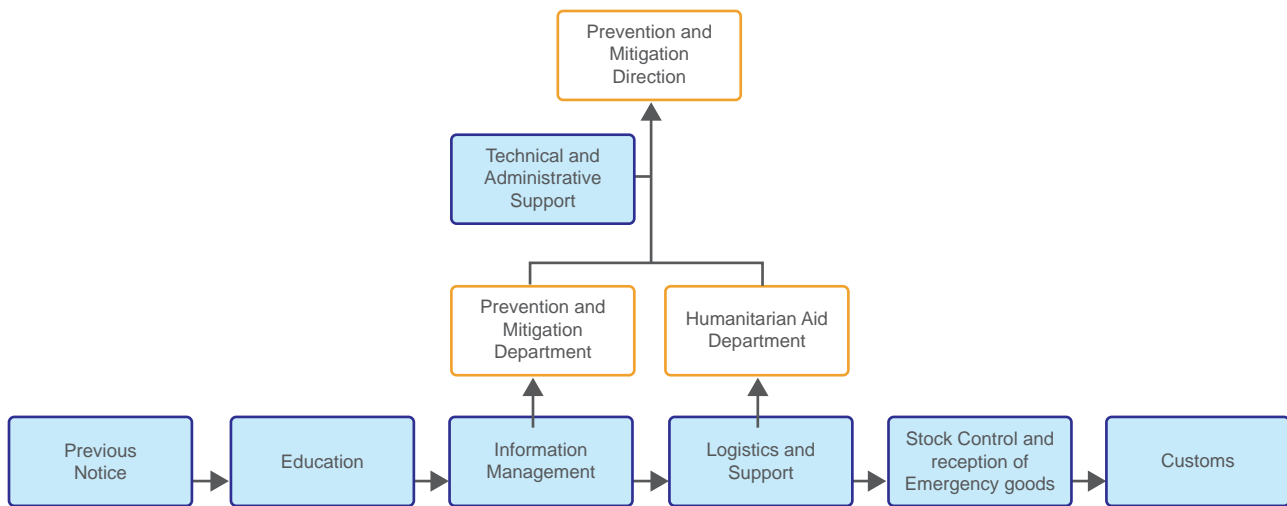 Prevention and
Mitigation
Direction
Technical and
Administrative
Support
Prevention and
Mitigation
Department
Humanitarian Aid
Department
Previous
Notice
Education
Information
Management
Logistics and
Support
Stock Control and
reception of
Emergency goods
Customs